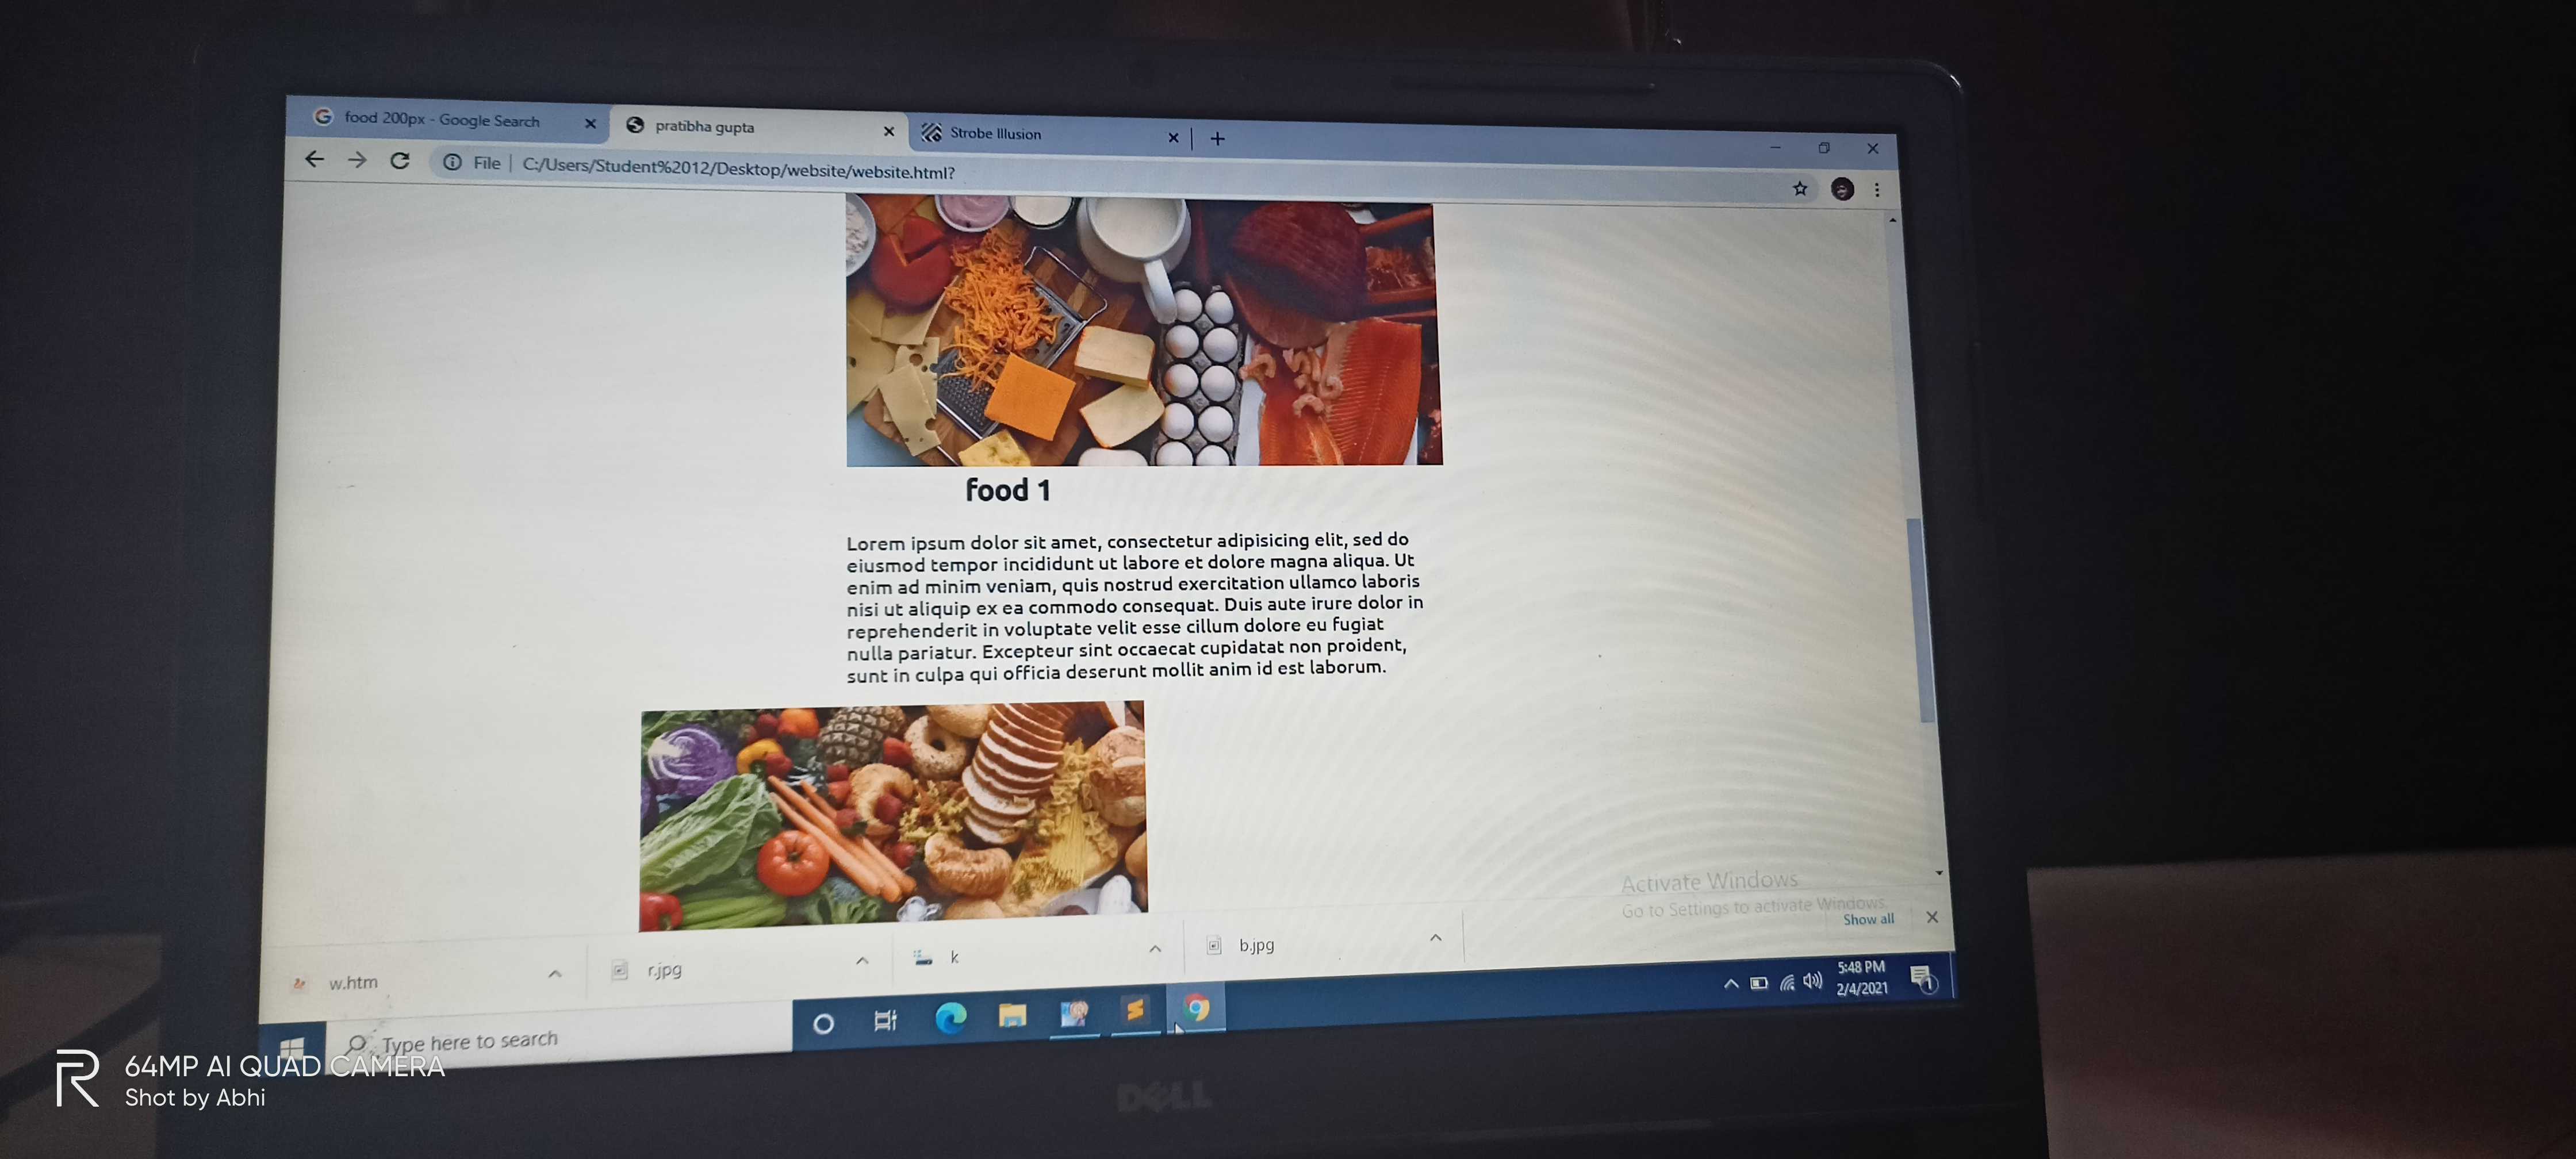 food 200px - Google Search
pratibha gupta
Strobe Illusion
File | C:/Users/Student%2012/Desktop/website/website.html?
food 1
Lorem ipsum dolor sit amet, consectetur adipisicing elit, sed do
eiusmod tempor incididunt ut labore et dolore magna aliqua. Ut
enim ad minim veniam, quis nostrud exercitation ullamco laboris
nisi ut aliquip ex ea commodo consequat. Duis aute irure dolor in
reprehenderit in voluptate velit esse cillum dolore eu fugiat
nulla pariatur. Excepteur sint occaecat cupidatat non proident,
sunt in culpa qui officia deserunt mollit anim id est laborum.
Activate Windows
Go to Settings to activate Windows.
Show all
w.htm
r.jpg
k
b.jpg
5:48 PM
2/4/2021
1
Type here to search
R
64MP AI QUAD CAMERA
Shot by Abhi
DELL